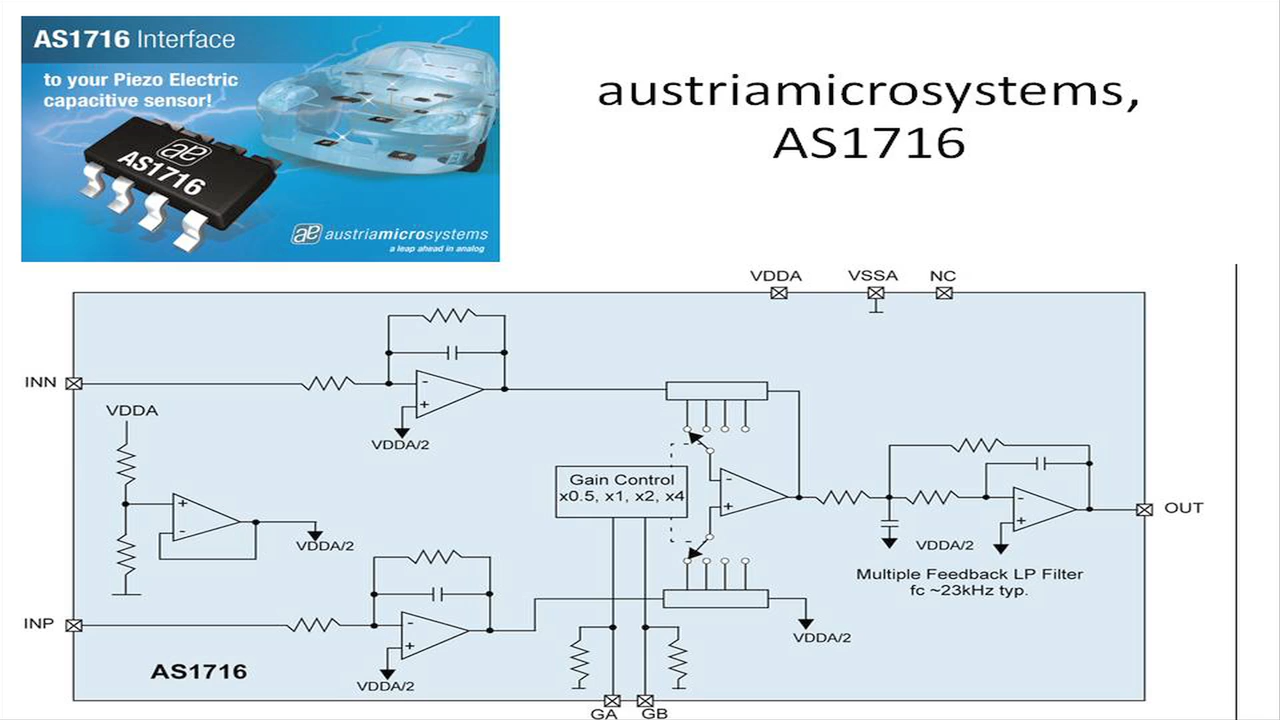 AS1716 Interface
to your Piezo Electric
capacitive sensor!
ae
AS1716
ae austriamicrosystems
a leap ahead in analog
austriamicrosystems,
AS1716
VDDA VSSA NC
INN
-
+
VDDA/2
VDDA
+
-
VDDA/2
Gain Control
x0.5, x1, x2, x4
-
+
-
+
OUT
VDDA/2
Multiple Feedback LP Filter
fc ~23kHz typ.
INP
-
+
VDDA/2
VDDA/2
AS1716
GA GB